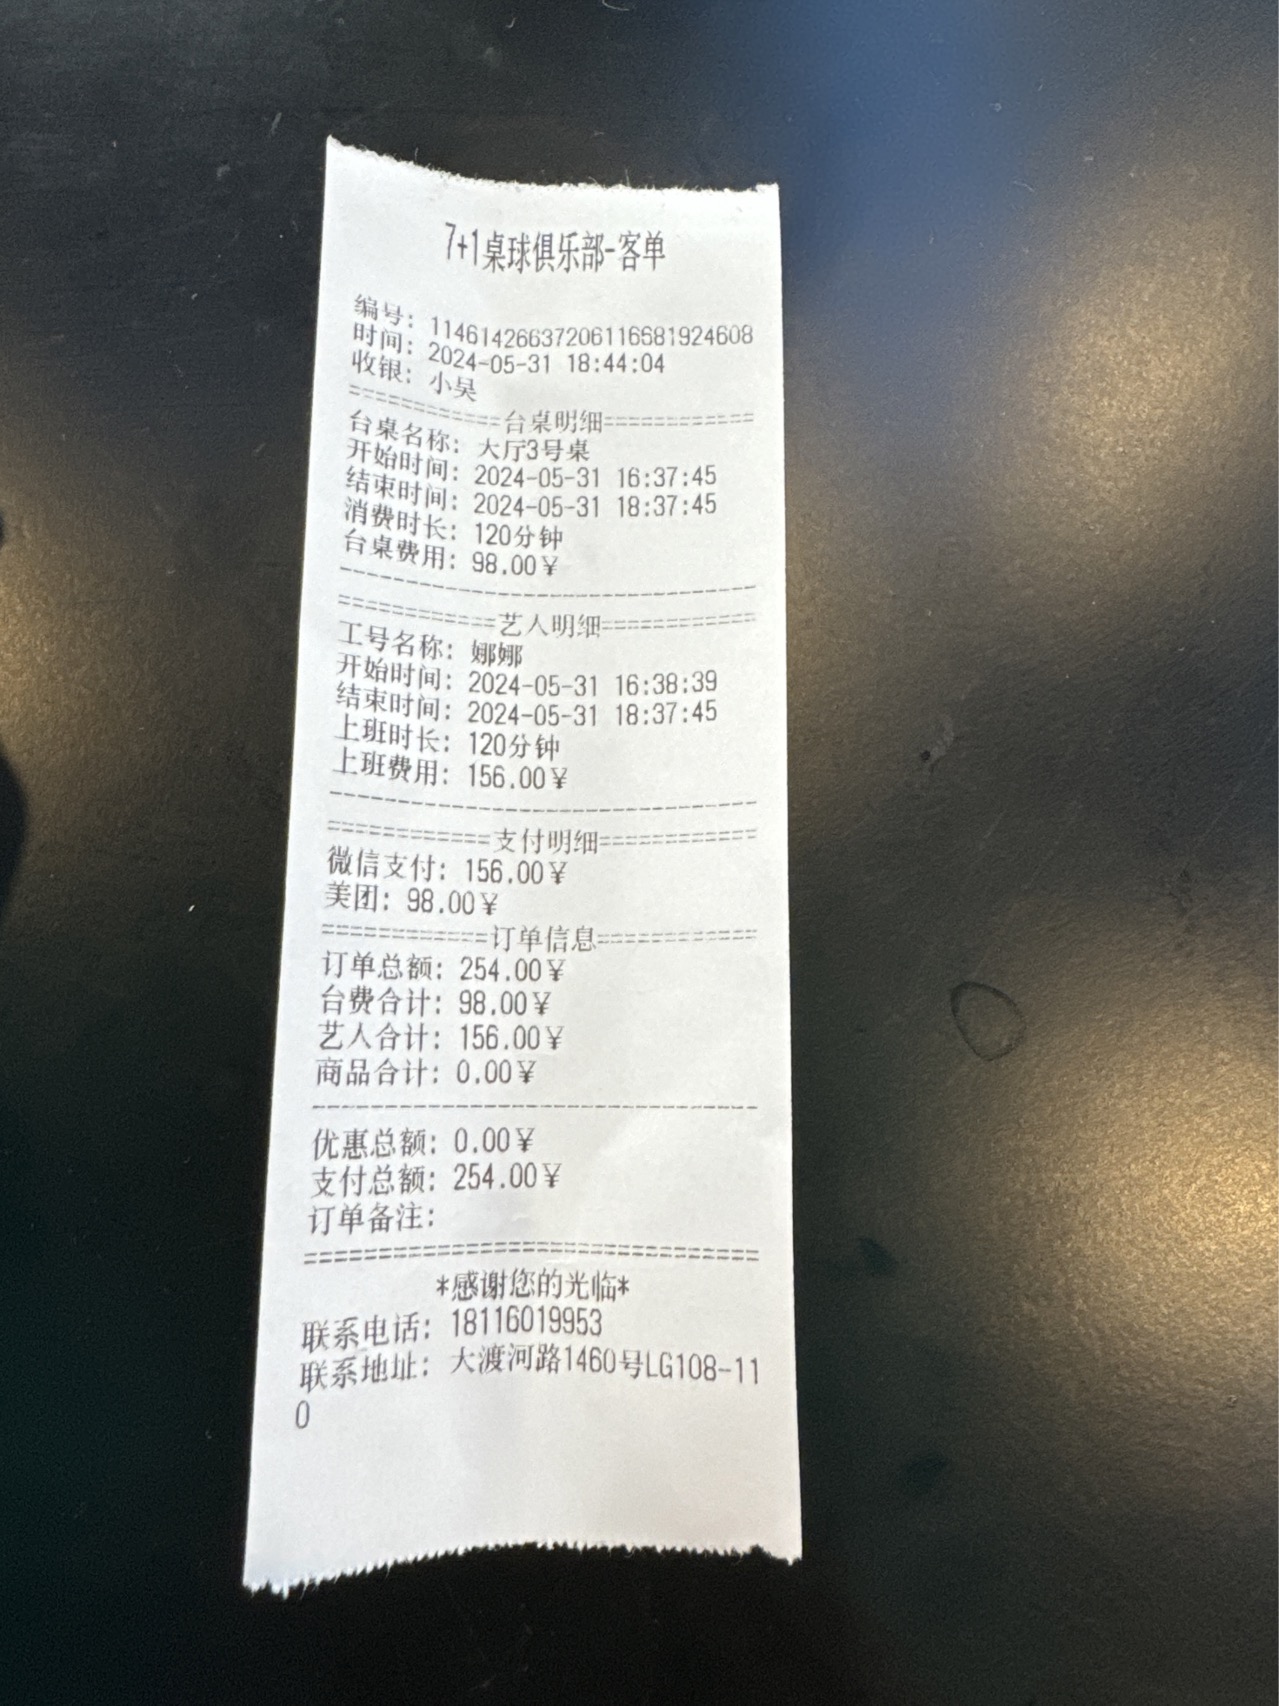 7+1桌球俱乐部-客单
编号：1146142663720611668192​4608
时间：2024-05-31 18:44:04
收银：小昊
===========台桌明细===========
台桌名称：大厅3号桌
开始时间：2024-05-31 16:37:45
结束时间：2024-05-31 18:37:45
消费时长：120分钟
台桌费用：98.00¥
--------------------------------
===========艺人明细===========
工号名称：娜娜
开始时间：2024-05-31 16:38:39
结束时间：2024-05-31 18:37:45
上班时长：120分钟
上班费用：156.00¥
--------------------------------
===========支付明细===========
微信支付：156.00¥
美团：98.00¥
===========订单信息===========
订单总额：254.00¥
台费合计：98.00¥
艺人合计：156.00¥
商品合计：0.00¥
--------------------------------
优惠总额：0.00¥
支付总额：254.00¥
订单备注：
================================
*感谢您的光临*
联系电话：18116019953
联系地址：大渡河路1460号LG108-11
0